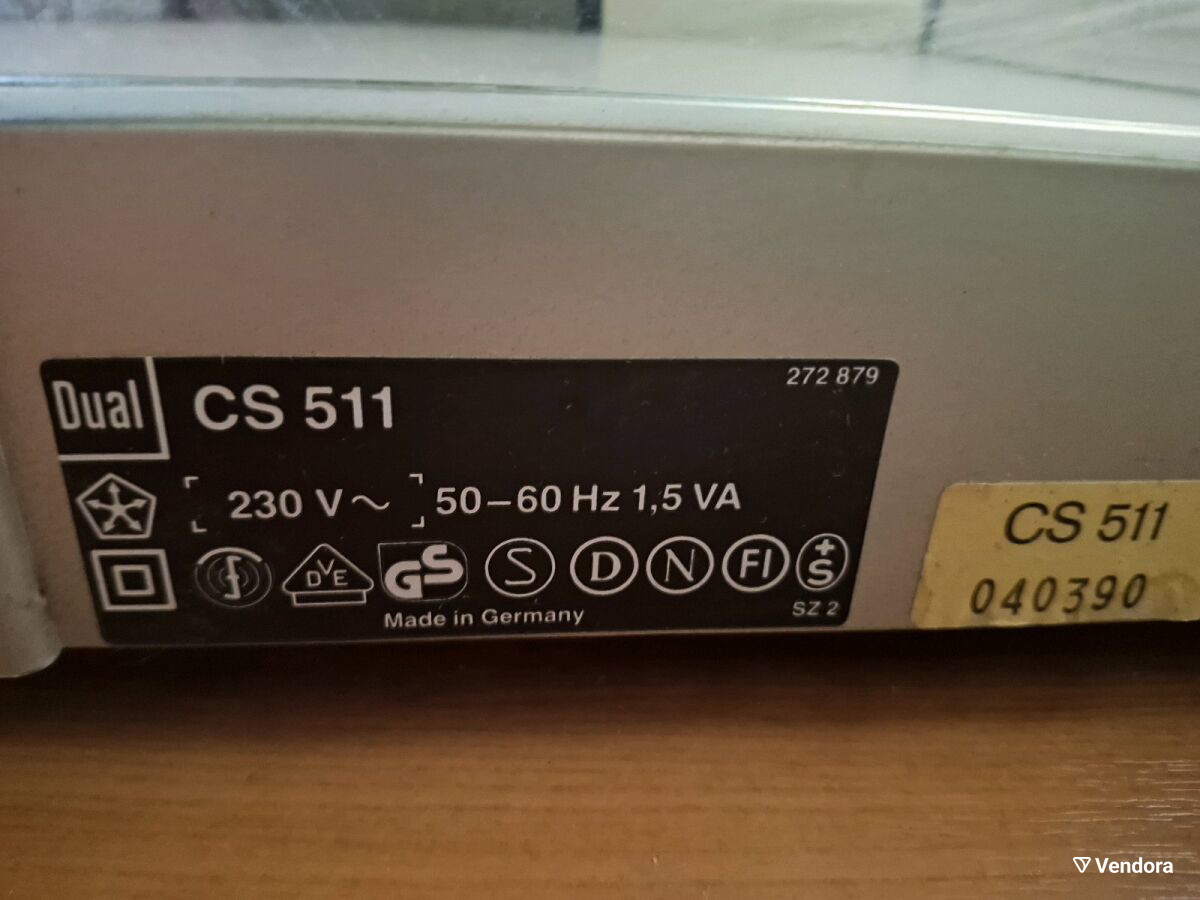 Dual CS 511
272 879
230 V~ 50–60 Hz 1,5 VA
DVE GS S D N FI +S
Made in Germany
SZ 2
CS 511
040390
Vendora